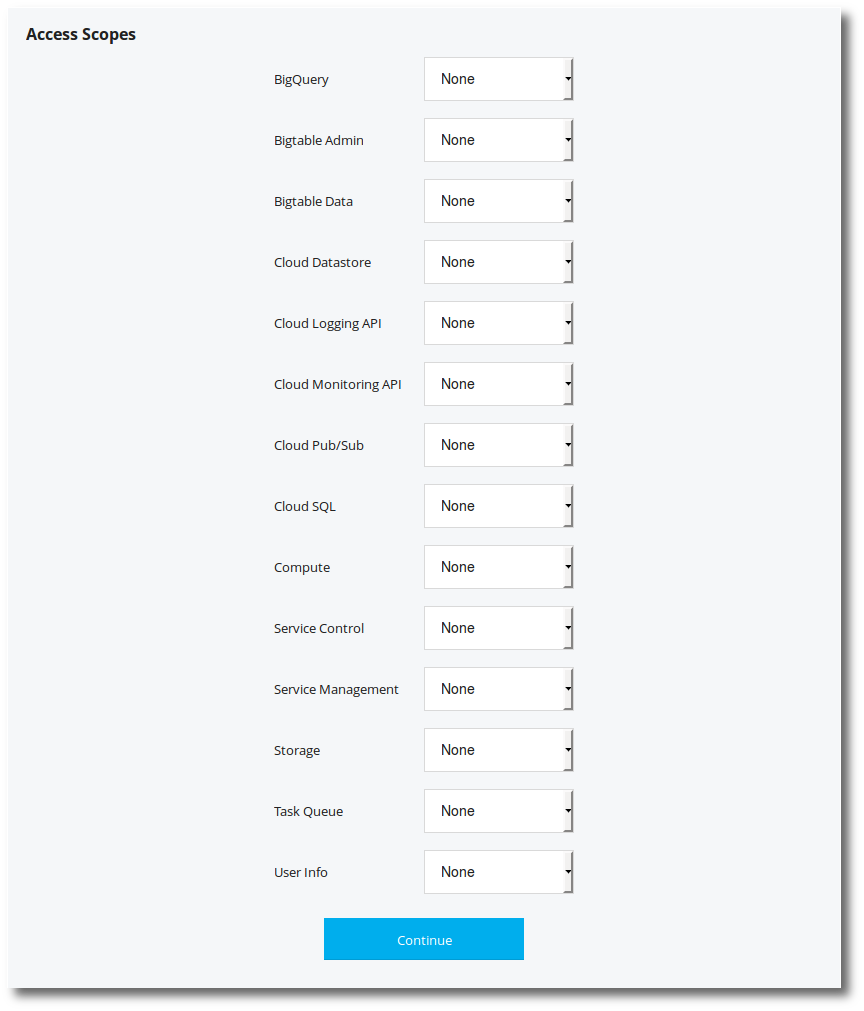 Access Scopes
BigQuery None
Bigtable Admin None
Bigtable Data None
Cloud Datastore None
Cloud Logging API None
Cloud Monitoring API None
Cloud Pub/Sub None
Cloud SQL None
Compute None
Service Control None
Service Management None
Storage None
Task Queue None
User Info None
Continue